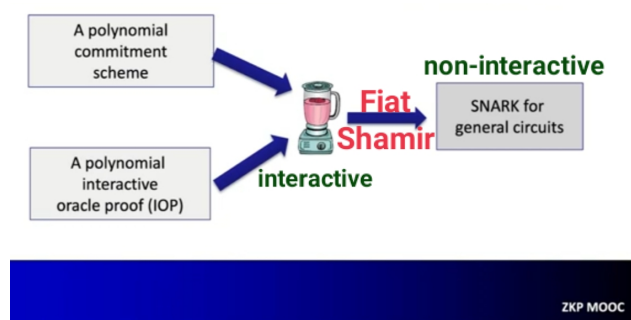 A polynomial
commitment
scheme
non-interactive
Fiat
Shamir
SNARK for
general circuits
A polynomial
interactive
oracle proof (IOP)
interactive
ZKP MOOC